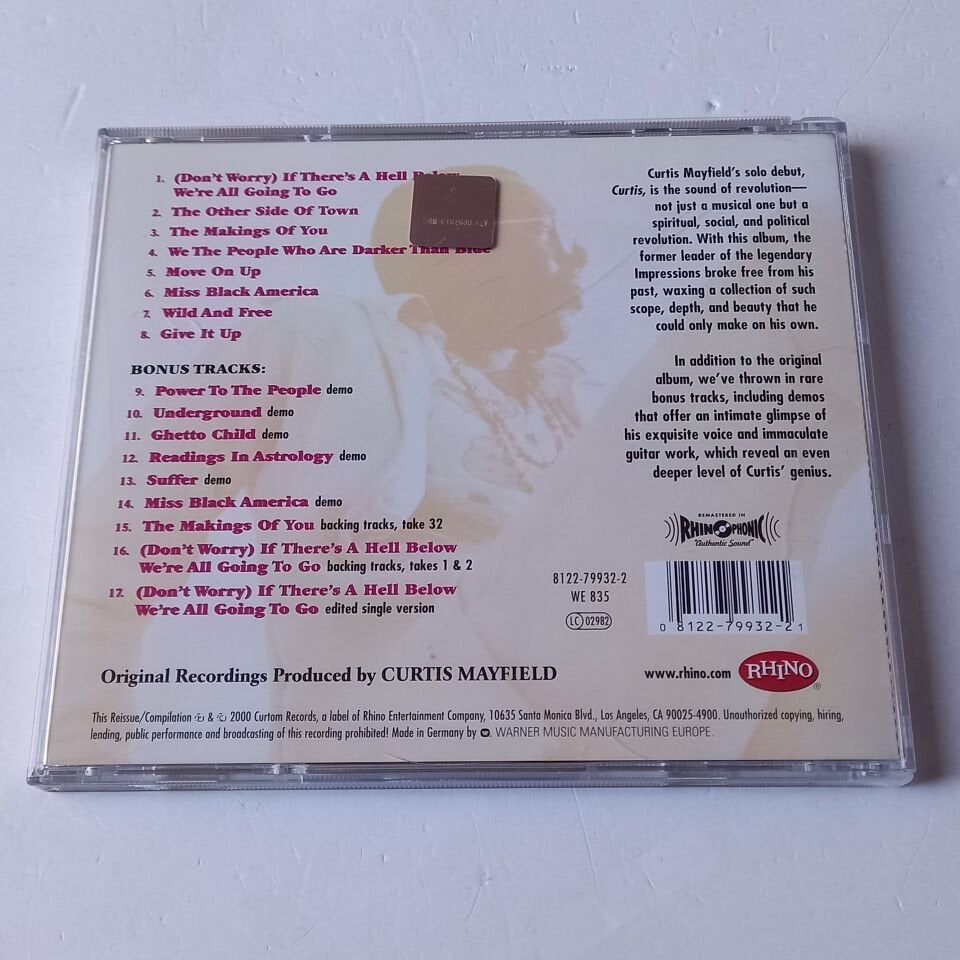 1. (Don't Worry) If There's A Hell Below
We're All Going To Go
2. The Other Side Of Town
3. The Makings Of You
4. We The People Who Are Darker Than Blue
5. Move On Up
6. Miss Black America
7. Wild And Free
8. Give It Up
BONUS TRACKS:
9. Power To The People demo
10. Underground demo
11. Ghetto Child demo
12. Readings In Astrology demo
13. Suffer demo
14. Miss Black America demo
15. The Makings Of You backing tracks, take 32
16. (Don't Worry) If There's A Hell Below
We're All Going To Go backing tracks, takes 1 & 2
17. (Don't Worry) If There's A Hell Below
We're All Going To Go edited single version
Curtis Mayfield's solo debut,
Curtis, is the sound of revolution—
not just a musical one but a
spiritual, social, and political
revolution. With this album, the
former leader of the legendary
Impressions broke free from his
past, waxing a collection of such
scope, depth, and beauty that he
could only make on his own.
In addition to the original
album, we've thrown in rare
bonus tracks, including demos
that offer an intimate glimpse of
his exquisite voice and immaculate
guitar work, which reveal an even
deeper level of Curtis' genius.
REMASTERED IN
RHINOPHONIC
"Authentic Sound"
8122-79932-2
WE 835
LC 02982
0 8122-79932-2 1
Original Recordings Produced by CURTIS MAYFIELD
www.rhino.com RHINO®
This Reissue/Compilation ℗ & © 2000 Curtom Records, a label of Rhino Entertainment Company, 10635 Santa Monica Blvd., Los Angeles, CA 90025-4900. Unauthorized copying, hiring,
lending, public performance and broadcasting of this recording prohibited! Made in Germany by WARNER MUSIC MANUFACTURING EUROPE.